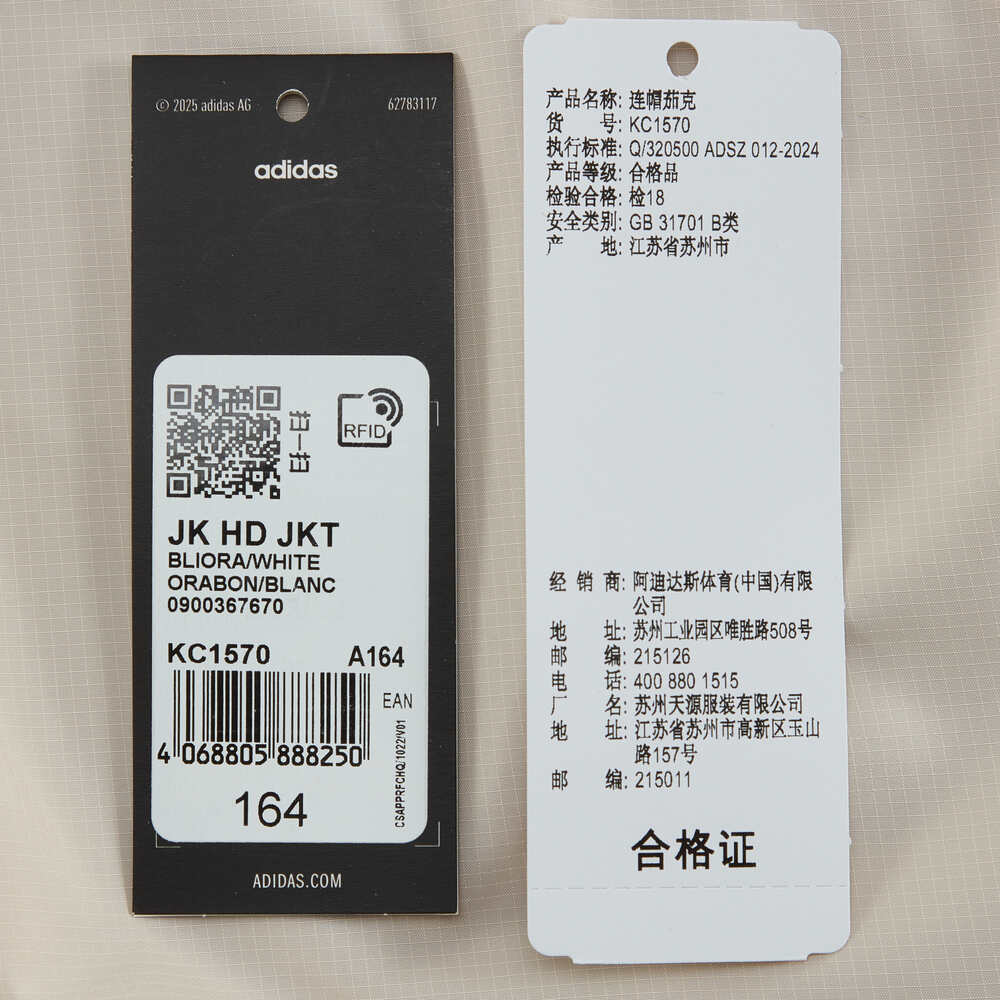 © 2025 adidas AG
62783117
adidas
扫一扫
RFID
JK HD JKT
BLIORA/WHITE
ORABON/BLANC
0900367670
KC1570 A164
EAN
4 068805 888250
CSAPPRFCHQ/1022/V01
164
ADIDAS.COM
产品名称: 连帽茄克
货 号: KC1570
执行标准: Q/320500 ADSZ 012-2024
产品等级: 合格品
检验合格: 检18
安全类别: GB 31701 B类
产 地: 江苏省苏州市
经 销 商: 阿迪达斯体育(中国)有限
公司
地 址: 苏州工业园区唯胜路508号
邮 编: 215126
电 话: 400 880 1515
厂 名: 苏州天源服装有限公司
地 址: 江苏省苏州市高新区玉山
路157号
邮 编: 215011
合格证